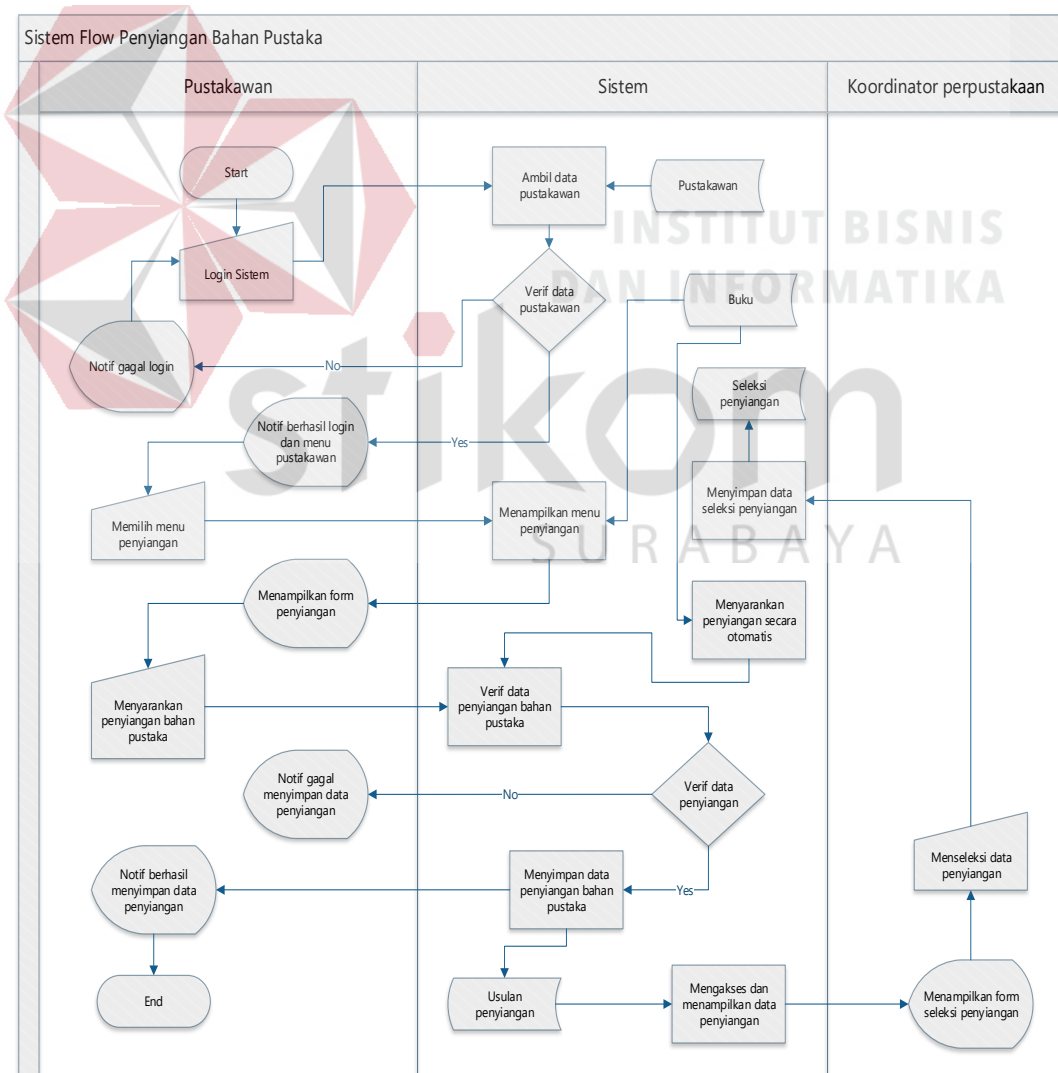 Sistem Flow Penyiangan Bahan Pustaka
Pustakawan
Sistem
Koordinator perpustakaan
Start
Ambil data
pustakawan
Pustakawan
INSTITUT BISNIS
DAN INFORMATIKA
Login Sistem
Verif data
pustakawan
Buku
Notif gagal login
No
Seleksi
penyiangan
stikom
Notif berhasil login
dan menu
pustakawan
Yes
Memilih menu
penyiangan
Menampilkan menu
penyiangan
Menyimpan data
seleksi penyiangan
SURABAYA
Menampilkan form
penyiangan
Menyarankan
penyiangan secara
otomatis
Menyarankan
penyiangan bahan
pustaka
Verif data
penyiangan bahan
pustaka
Notif gagal
menyimpan data
penyiangan
No
Verif data
penyiangan
Menseleksi data
penyiangan
Notif berhasil
menyimpan data
penyiangan
Menyimpan data
penyiangan bahan
pustaka
Yes
End
Usulan
penyiangan
Mengakses dan
menampilkan data
penyiangan
Menampilkan form
seleksi penyiangan